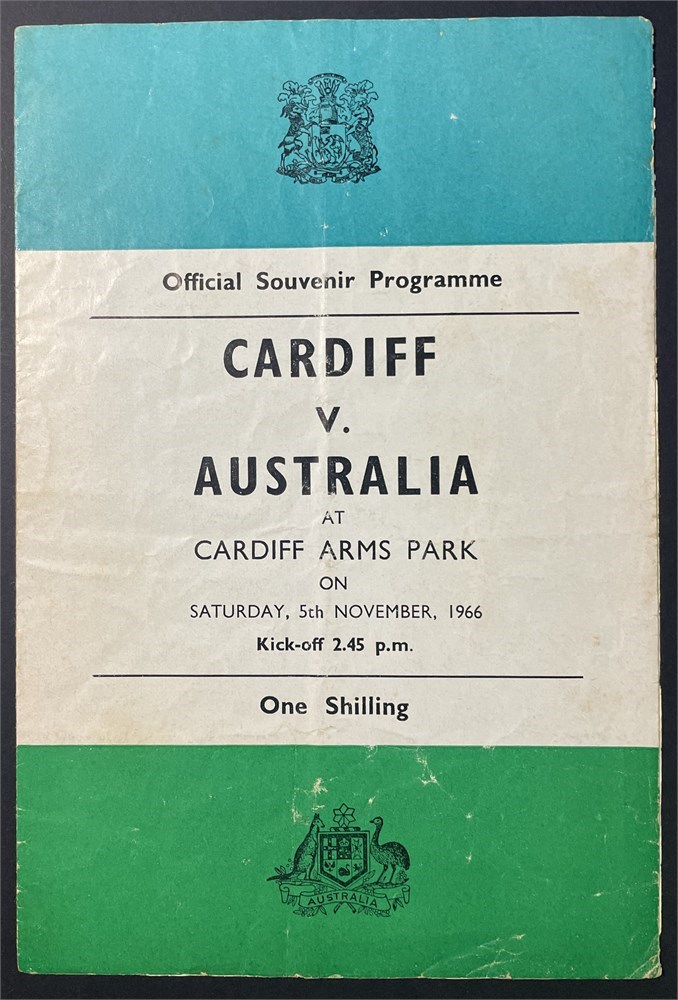 Official Souvenir Programme
CARDIFF
V.
AUSTRALIA
AT
CARDIFF ARMS PARK
ON
SATURDAY, 5th NOVEMBER, 1966
Kick-off 2.45 p.m.
One Shilling
AUSTRALIA